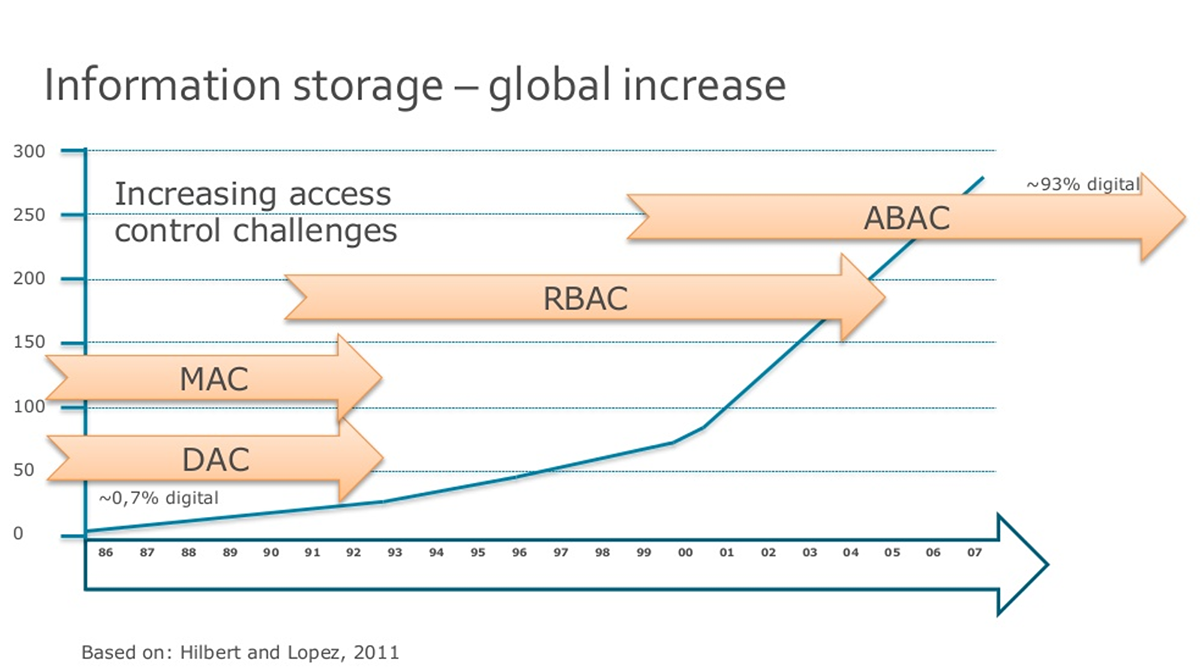 Information storage – global increase
300
Increasing access
control challenges
~93% digital
250
ABAC
200
RBAC
150
MAC
100
DAC
50
~0,7% digital
0
86 87 88 89 90 91 92 93 94 95 96 97 98 99 00 01 02 03 04 05 06 07
Based on: Hilbert and Lopez, 2011